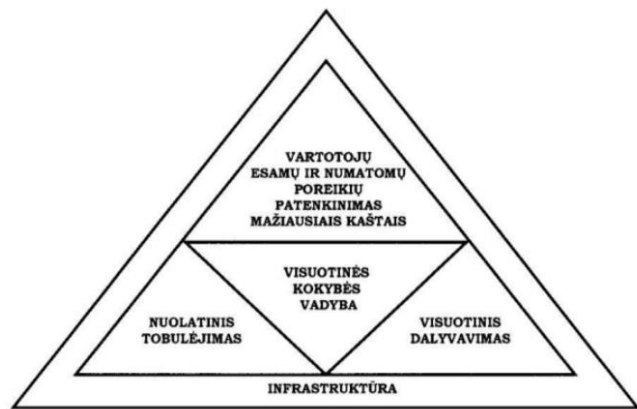 VARTOTOJŲ
ESAMŲ IR NUMATOMŲ
POREIKIŲ
PATENKINIMAS
MAŽIAUSIAIS KAŠTAIS
VISUOTINĖS
KOKYBĖS
VADYBA
NUOLATINIS
TOBULĖJIMAS
VISUOTINIS
DALYVAVIMAS
INFRASTRUKTŪRA